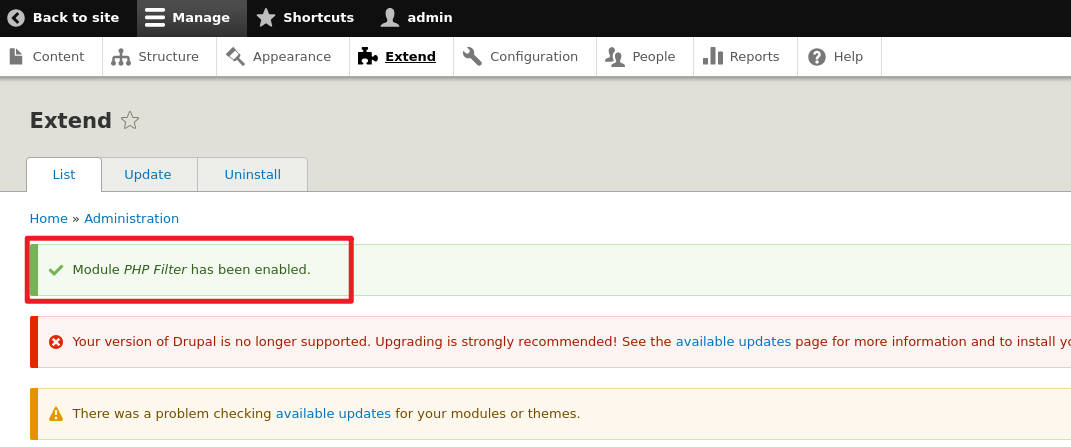 Back to site Manage Shortcuts admin
Content Structure Appearance Extend Configuration People Reports Help
Extend
List Update Uninstall
Home » Administration
Module PHP Filter has been enabled.
Your version of Drupal is no longer supported. Upgrading is strongly recommended! See the available updates page for more information and to install
There was a problem checking available updates for your modules or themes.